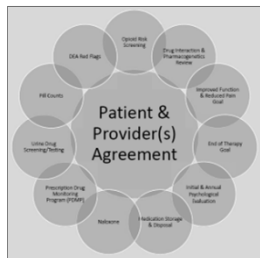 Opioid Risk
Screening
Drug Interaction &
Pharmacogenetics
Review
Improved Function
& Reduced Pain
Goal
End of Therapy
Goal
Initial & Annual
Psychological
Evaluation
Medication Storage
& Disposal
Naloxone
Prescription Drug
Monitoring
Program (PDMP)
Urine Drug
Screening/Testing
Pill Counts
DEA Red Flags
Patient &
Provider(s)
Agreement